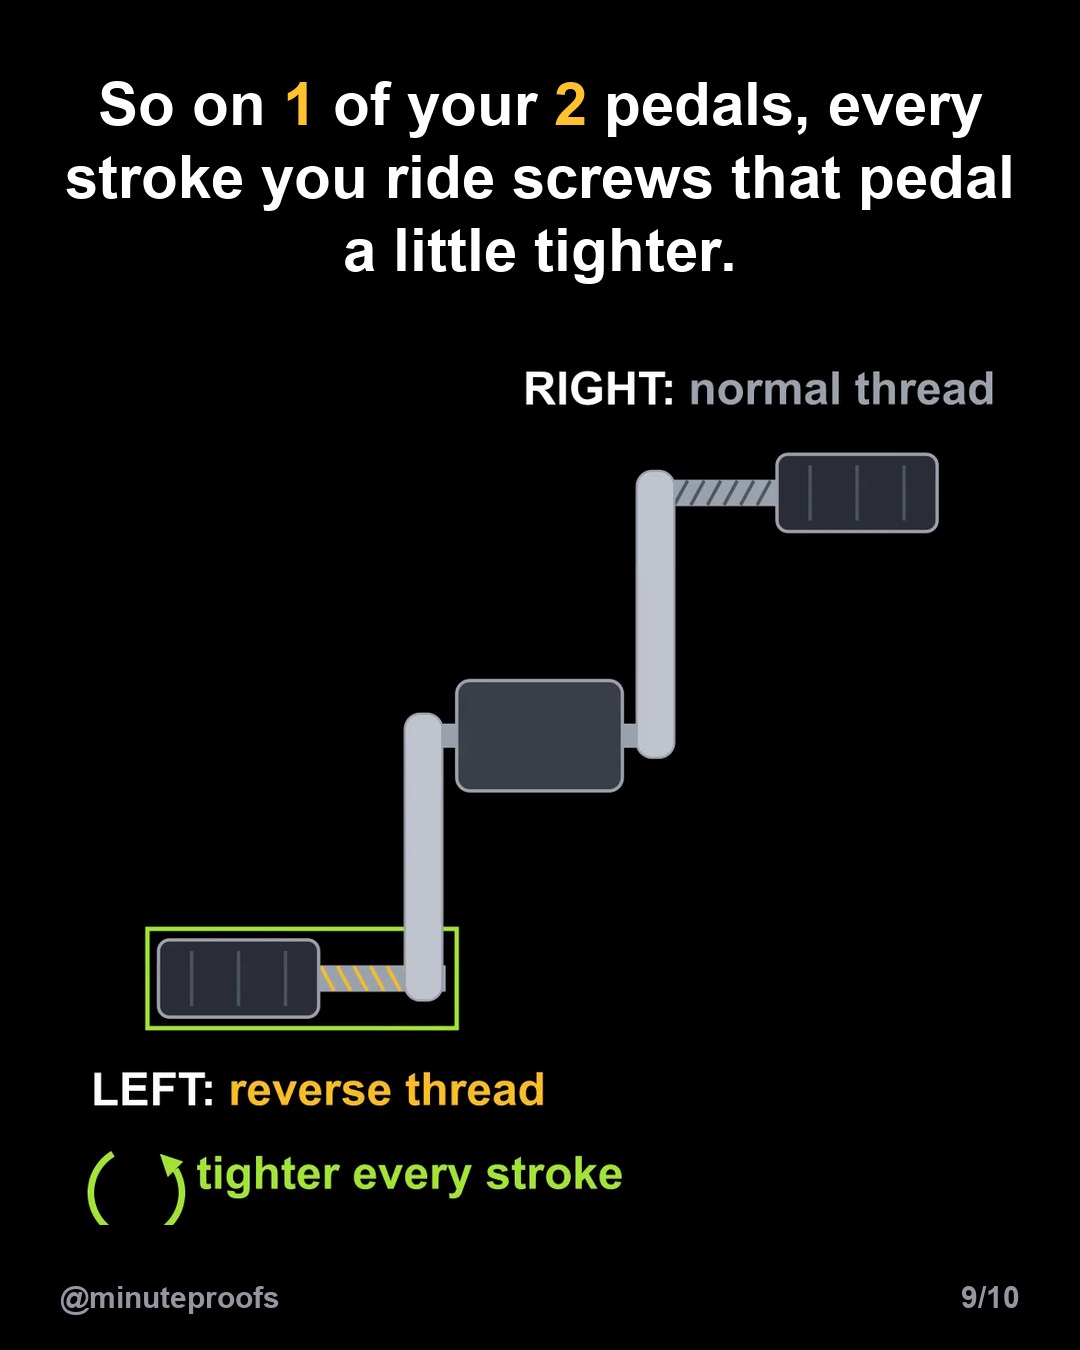 So on 1 of your 2 pedals, every
stroke you ride screws that pedal
a little tighter.
RIGHT: normal thread
LEFT: reverse thread
tighter every stroke
@minuteproofs
9/10